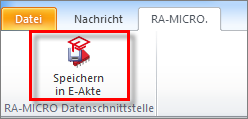 Datei Nachricht RA-MICRO.
Speichern
in E-Akte
RA-MICRO Datenschnittstelle